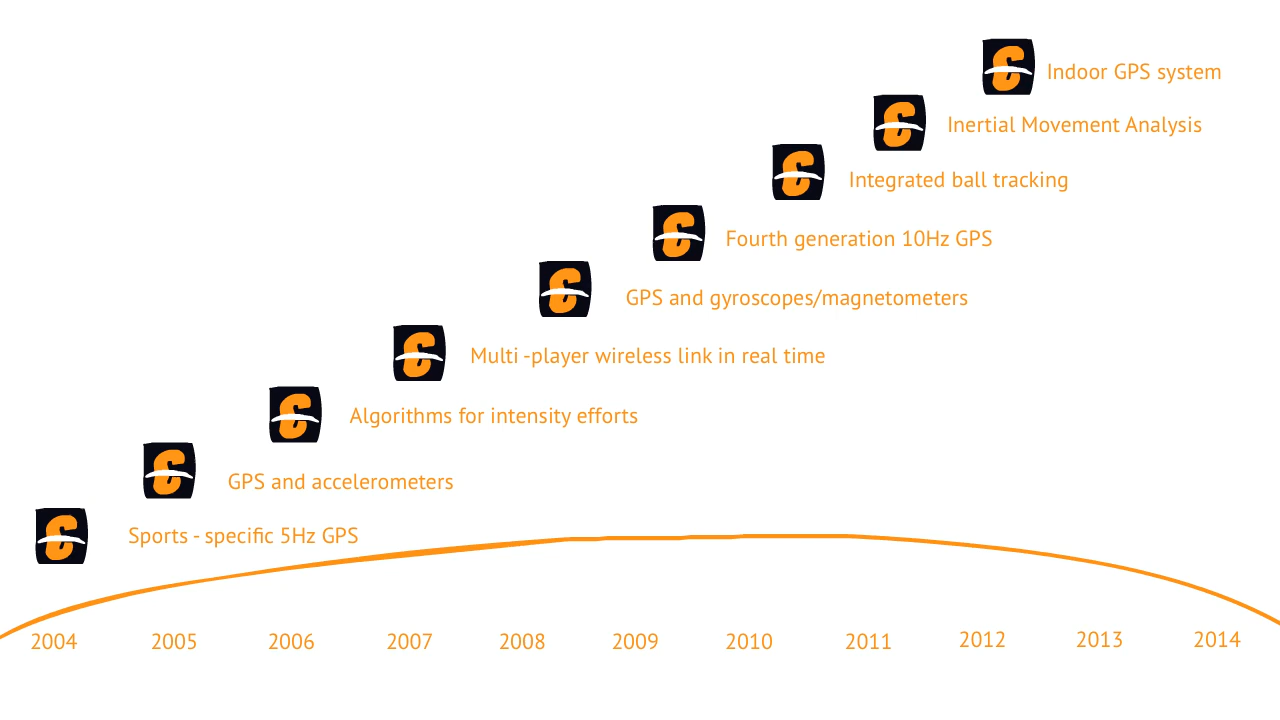 Indoor GPS system
Inertial Movement Analysis
Integrated ball tracking
Fourth generation 10Hz GPS
GPS and gyroscopes/magnetometers
Multi -player wireless link in real time
Algorithms for intensity efforts
GPS and accelerometers
Sports - specific 5Hz GPS
2004 2005 2006 2007 2008 2009 2010 2011 2012 2013 2014